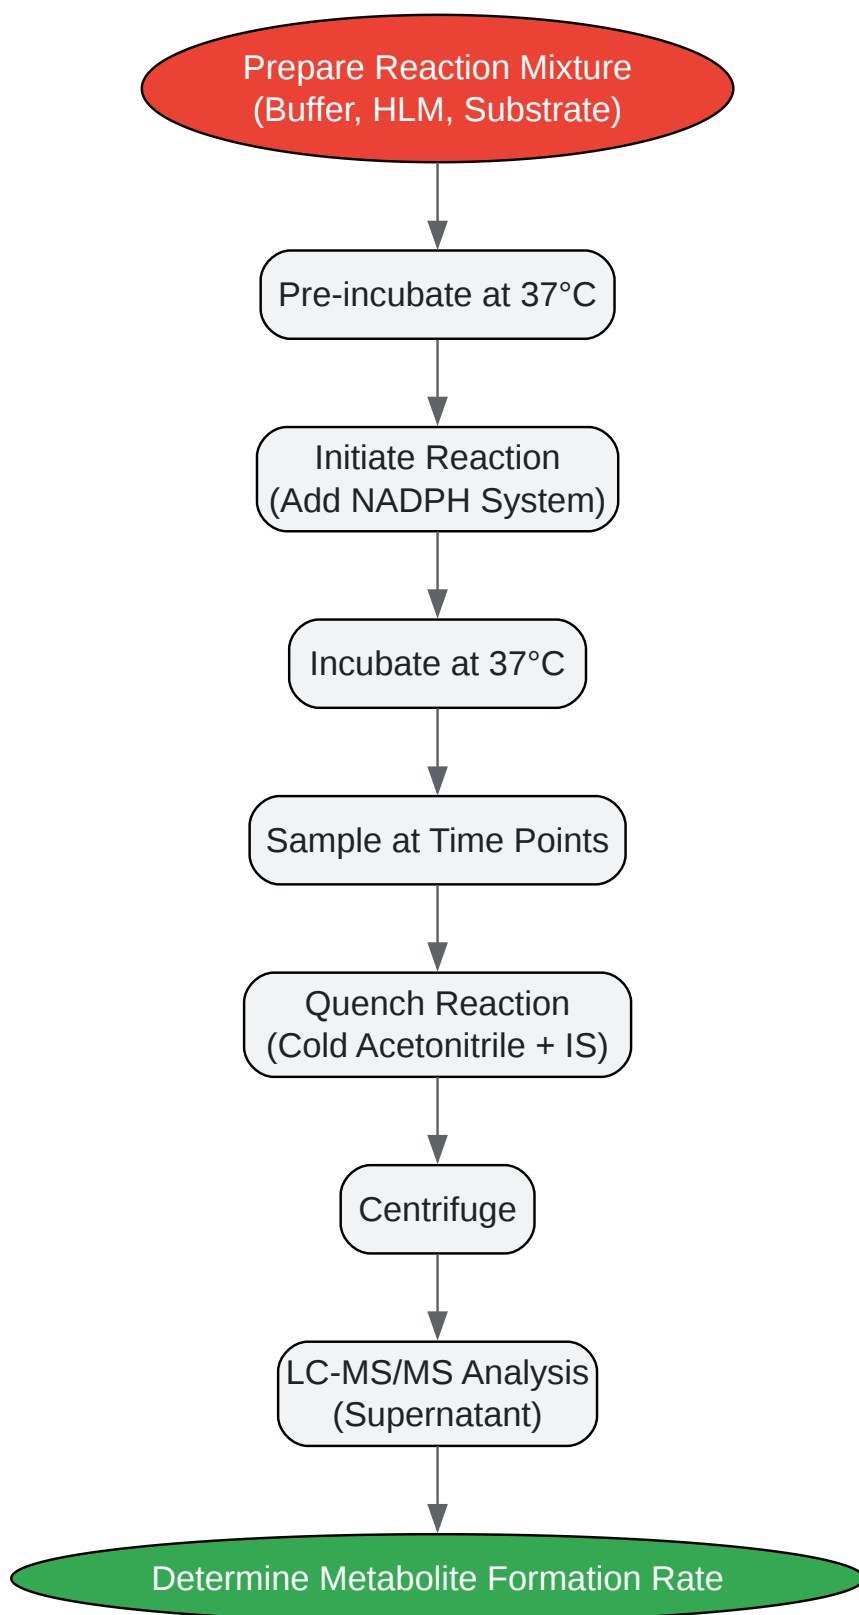 Prepare Reaction Mixture
(Buffer, HLM, Substrate)
Pre-incubate at 37°C
Initiate Reaction
(Add NADPH System)
Incubate at 37°C
Sample at Time Points
Quench Reaction
(Cold Acetonitrile + IS)
Centrifuge
LC-MS/MS Analysis
(Supernatant)
Determine Metabolite Formation Rate